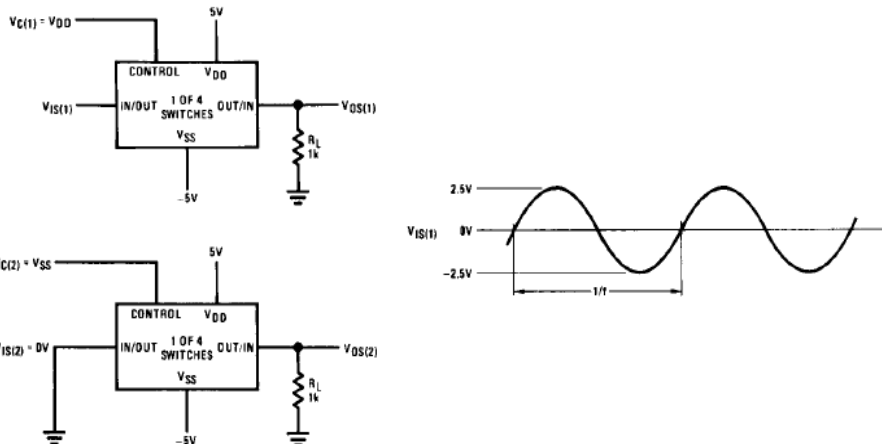 VC(1) = VDD
5V
CONTROL VDD
VIS(1)
IN/OUT 1 OF 4 OUT/IN
SWITCHES
VOS(1)
VSS
RL
1k
-5V
C(2) = VSS
5V
CONTROL VDD
IS(2) = 0V
IN/OUT 1 OF 4 OUT/IN
SWITCHES
VOS(2)
VSS
RL
1k
-5V
2.5V
VIS(1) 0V
-2.5V
1/f